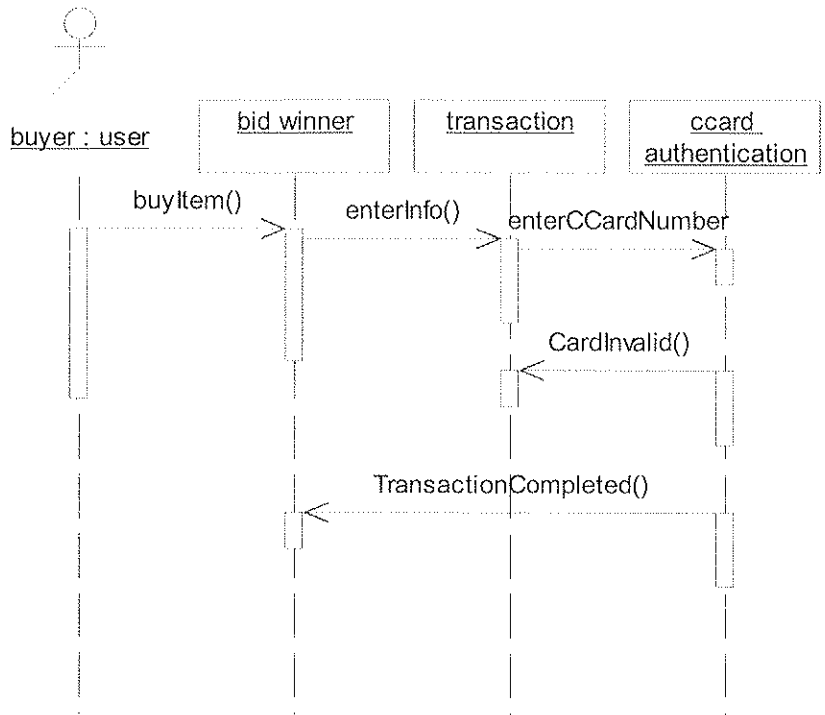 buyer : user
bid winner
transaction
ccard
authentication
buyItem()
enterInfo()
enterCCardNumber
CardInvalid()
TransactionCompleted()